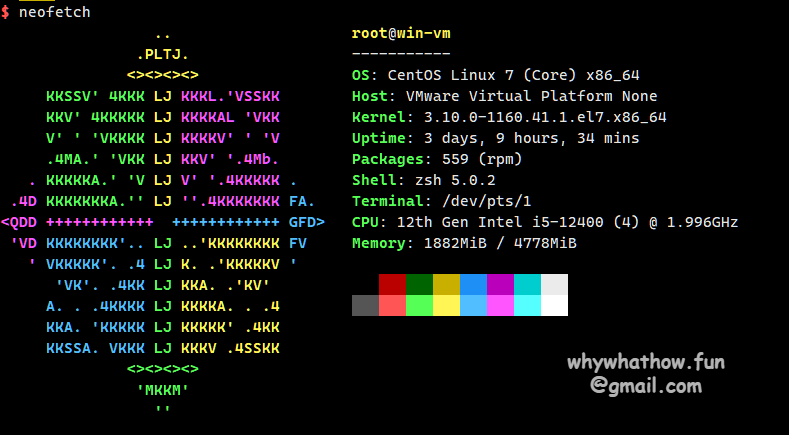 $ neofetch
                 ..                    root@win-vm
               .PLTJ.                  -----------
              <><><><>                 OS: CentOS Linux 7 (Core) x86_64
     KKSSV' 4KKK LJ KKKL.'VSSKK        Host: VMware Virtual Platform None
     KKV' 4KKKKK LJ KKKKAL 'VKK        Kernel: 3.10.0-1160.41.1.el7.x86_64
     V' ' 'VKKKK LJ KKKKV' ' 'V        Uptime: 3 days, 9 hours, 34 mins
     .4MA.' 'VKK LJ KKV' '.4Mb.        Packages: 559 (rpm)
   . KKKKKA.' 'V LJ V' '.4KKKKK .      Shell: zsh 5.0.2
 .4D KKKKKKKA.'' LJ ''.4KKKKKKK FA.    Terminal: /dev/pts/1
<QDD ++++++++++++  ++++++++++++ GFD>   CPU: 12th Gen Intel i5-12400 (4) @ 1.996GHz
 'VD KKKKKKKK'.. LJ ..'KKKKKKKK FV     Memory: 1882MiB / 4778MiB
   ' VKKKKK'. .4 LJ K. .'KKKKKV '
      'VK'. .4KK LJ KKA. .'KV'
     A. . .4KKKK LJ KKKKA. . .4
     KKA. 'KKKKK LJ KKKKK' .4KK
     KKSSA. VKKK LJ KKKV .4SSKK
              <><><><>
               'MKKM'
                 ''
whywhathow.fun
@gmail.com